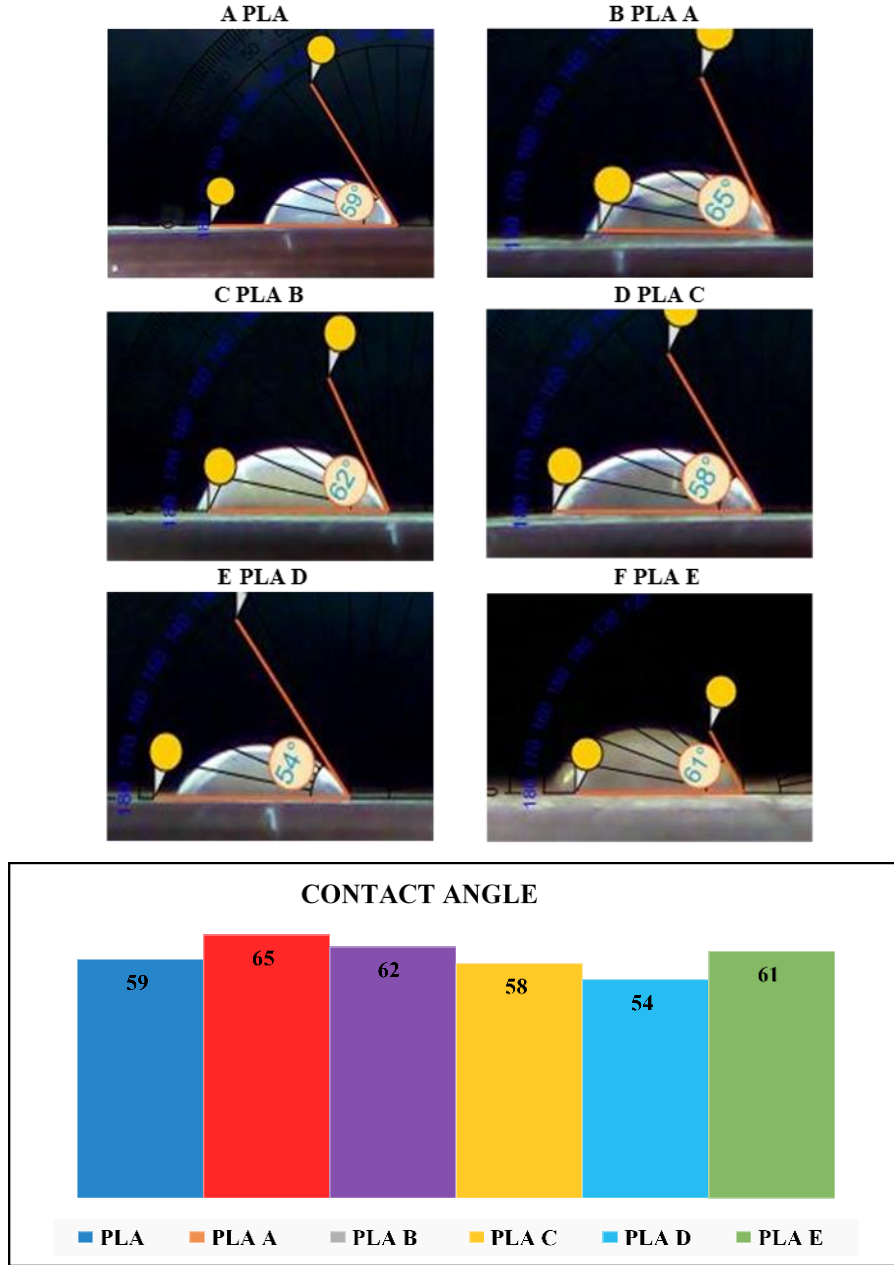 A PLA
B PLA A
59°
65°
C PLA B
D PLA C
62°
58°
E PLA D
F PLA E
54°
61°
CONTACT ANGLE
59
65
62
58
54
61
PLA
PLA A
PLA B
PLA C
PLA D
PLA E